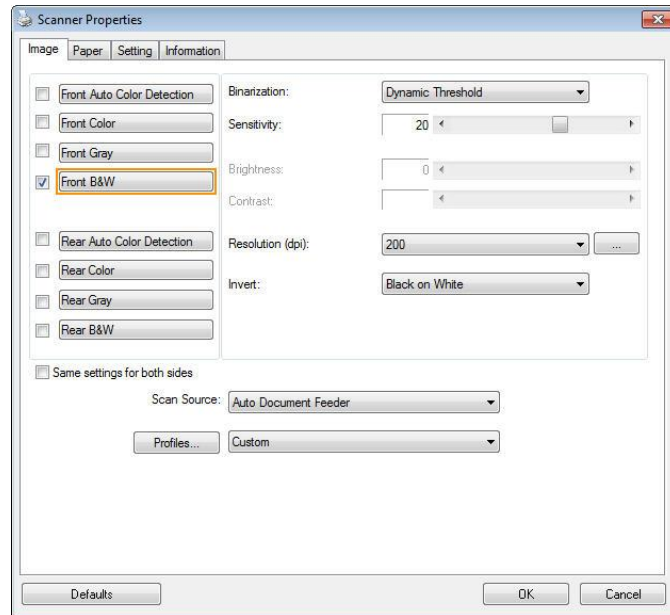 Scanner Properties
Image Paper Setting Information
Front Auto Color Detection
Front Color
Front Gray
Front B&W
Rear Auto Color Detection
Rear Color
Rear Gray
Rear B&W
Binarization: Dynamic Threshold
Sensitivity: 20
Brightness: 0
Contrast:
Resolution (dpi): 200 ...
Invert: Black on White
Same settings for both sides
Scan Source: Auto Document Feeder
Profiles... Custom
Defaults OK Cancel